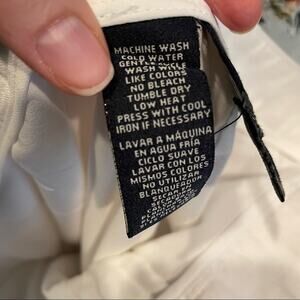 MACHINE WASH
COLD WATER
GENTLE CYCLE
WASH WITH
LIKE COLORS
NO BLEACH
TUMBLE DRY
LOW HEAT
PRESS WITH COOL
IRON IF NECESSARY
LAVAR A MÁQUINA
EN AGUA FRÍA
CICLO SUAVE
LAVAR CON LOS
MISMOS COLORES
NO UTILIZAR
BLANQUEADOR
SECAR